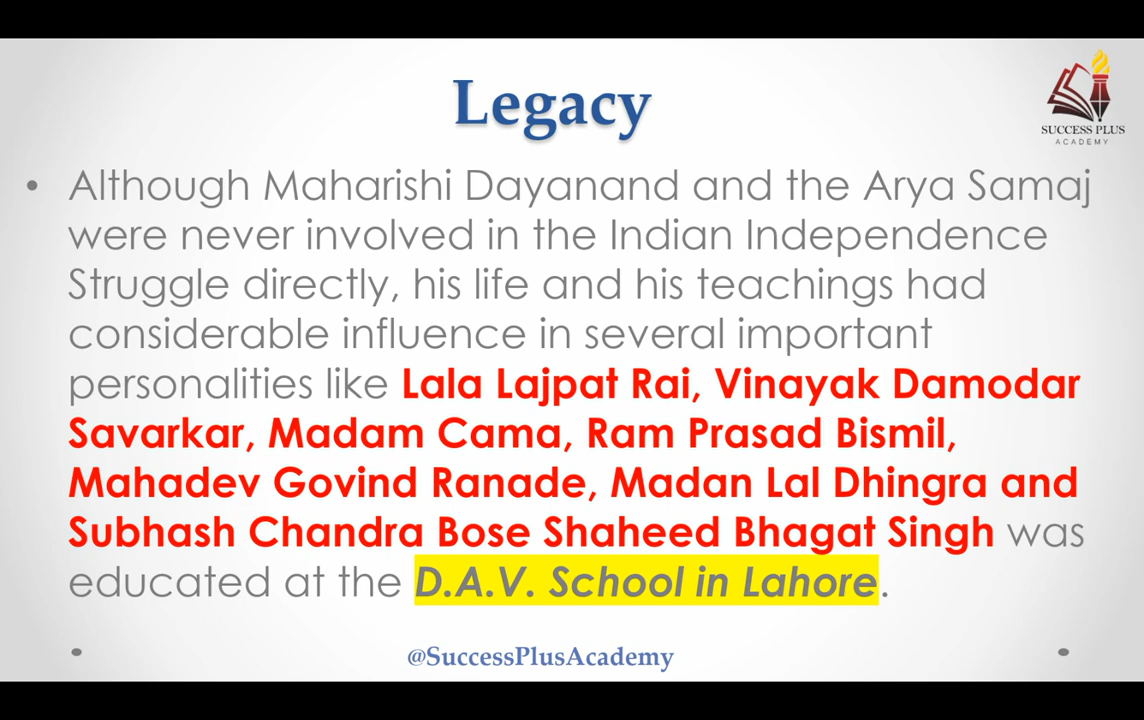 Legacy
SUCCESS PLUS
ACADEMY
• Although Maharishi Dayanand and the Arya Samaj
were never involved in the Indian Independence
Struggle directly, his life and his teachings had
considerable influence in several important
personalities like Lala Lajpat Rai, Vinayak Damodar
Savarkar, Madam Cama, Ram Prasad Bismil,
Mahadev Govind Ranade, Madan Lal Dhingra and
Subhash Chandra Bose Shaheed Bhagat Singh was
educated at the D.A.V. School in Lahore.
@SuccessPlusAcademy